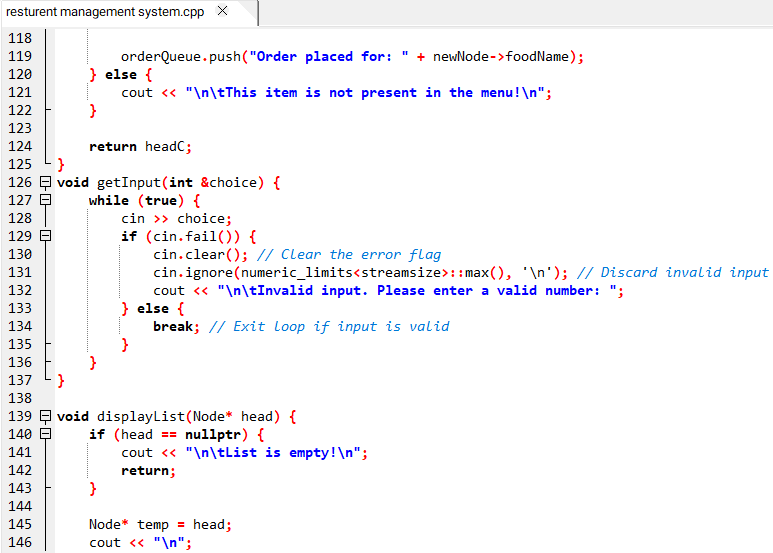 resturent management system.cpp
118
119         orderQueue.push("Order placed for: " + newNode->foodName);
120     } else {
121         cout << "\n\tThis item is not present in the menu!\n";
122     }
123
124     return headC;
125 }
126 void getInput(int &choice) {
127     while (true) {
128         cin >> choice;
129         if (cin.fail()) {
130             cin.clear(); // Clear the error flag
131             cin.ignore(numeric_limits<streamsize>::max(), '\n'); // Discard invalid input
132             cout << "\n\tInvalid input. Please enter a valid number: ";
133         } else {
134             break; // Exit loop if input is valid
135         }
136     }
137 }
138
139 void displayList(Node* head) {
140     if (head == nullptr) {
141         cout << "\n\tList is empty!\n";
142         return;
143     }
144
145     Node* temp = head;
146     cout << "\n";